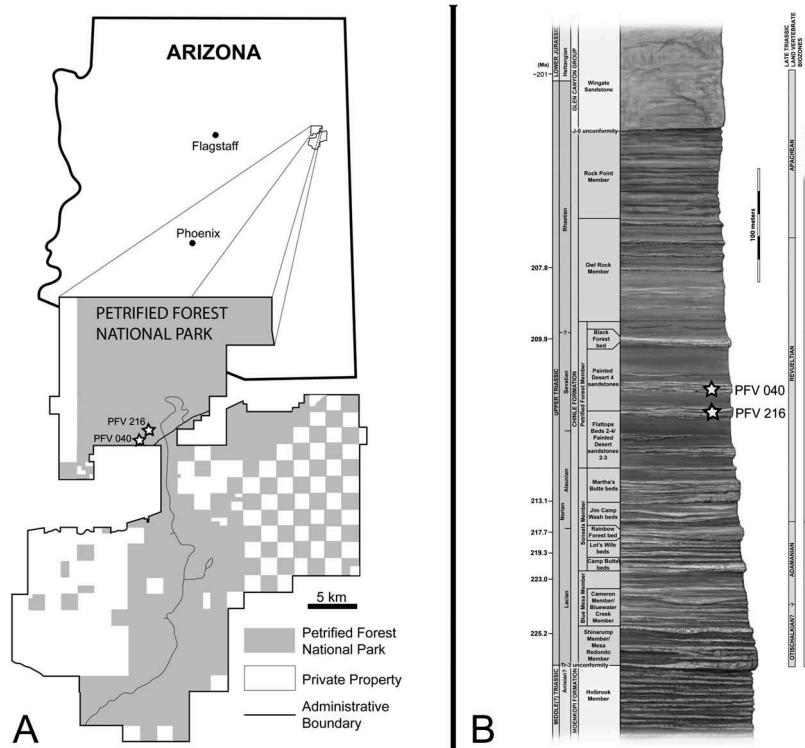 ARIZONA
Flagstaff
Phoenix
PETRIFIED FOREST
NATIONAL PARK
PFV 216
PFV 040
5 km
Petrified Forest
National Park
Private Property
Administrative
Boundary
A
(Ma)
~201
207.8
209.9
213.1
217.7
219.3
223.0
225.2
LOWER JURASSIC
UPPER TRIASSIC
MIDDLE(?) TRIASSIC
Hettangian
Rhaetian
~?
Sevatian
Alaunian
Norian
Lacian
Anisian?
GLEN CANYON GROUP
CHINLE FORMATION
MOENKOPI FORMATION
Petrified Forest Member
Sonsela Member
Blue Mesa Member
Wingate
Sandstone
J-0 unconformity
Rock Point
Member
Owl Rock
Member
Black
Forest
bed
Painted
Desert 4
sandstones
Flattops
Beds 2-4/
Painted
Desert
sandstones
2-3
Martha's
Butte beds
Jim Camp
Wash beds
Rainbow
Forest bed
Lot's Wife
beds
Camp Butte
beds
Cameron
Member/
Bluewater
Creek
Member
Shinarump
Member/
Mesa
Redondo
Member
Tr-3 unconformity
Holbrook
Member
PFV 040
PFV 216
100 meters
LATE TRIASSIC
LAND VERTEBRATE
BIOZONES
APACHEAN
REVUELTIAN
ADAMANIAN
?
OTISCHALKIAN?
B